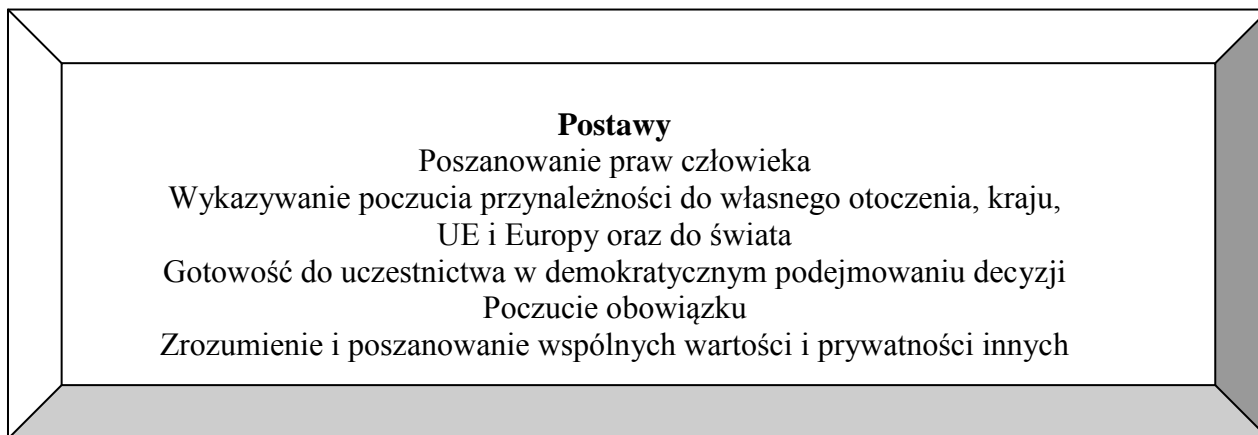 Postawy
Poszanowanie praw człowieka
Wykazywanie poczucia przynależności do własnego otoczenia, kraju,
UE i Europy oraz do świata
Gotowość do uczestnictwa w demokratycznym podejmowaniu decyzji
Poczucie obowiązku
Zrozumienie i poszanowanie wspólnych wartości i prywatności innych